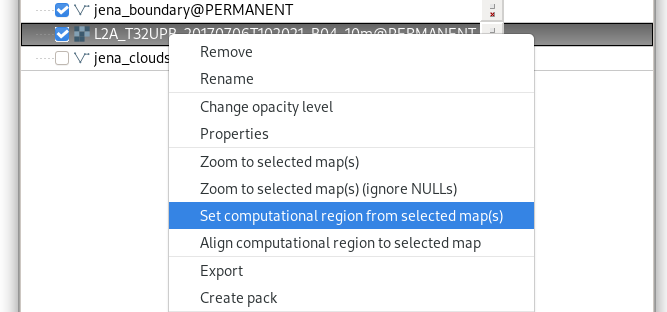 jena_boundary@PERMANENT
L2A_T32UPB_20170706T102021_B04_10m@PERMANENT
jena_clouds
Remove
Rename
Change opacity level
Properties
Zoom to selected map(s)
Zoom to selected map(s) (ignore NULLs)
Set computational region from selected map(s)
Align computational region to selected map
Export
Create pack